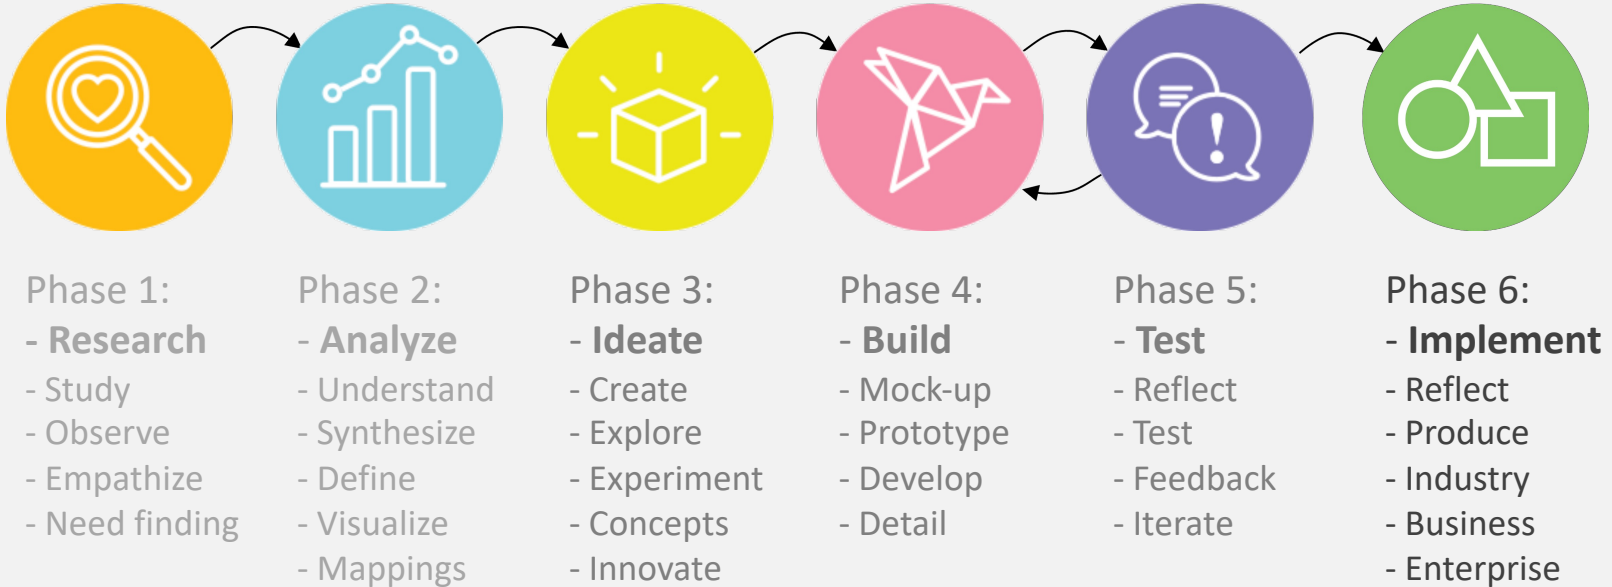 Phase 1:
- Research
- Study
- Observe
- Empathize
- Need finding
Phase 2:
- Analyze
- Understand
- Synthesize
- Define
- Visualize
- Mappings
Phase 3:
- Ideate
- Create
- Explore
- Experiment
- Concepts
- Innovate
Phase 4:
- Build
- Mock-up
- Prototype
- Develop
- Detail
Phase 5:
- Test
- Reflect
- Test
- Feedback
- Iterate
Phase 6:
- Implement
- Reflect
- Produce
- Industry
- Business
- Enterprise